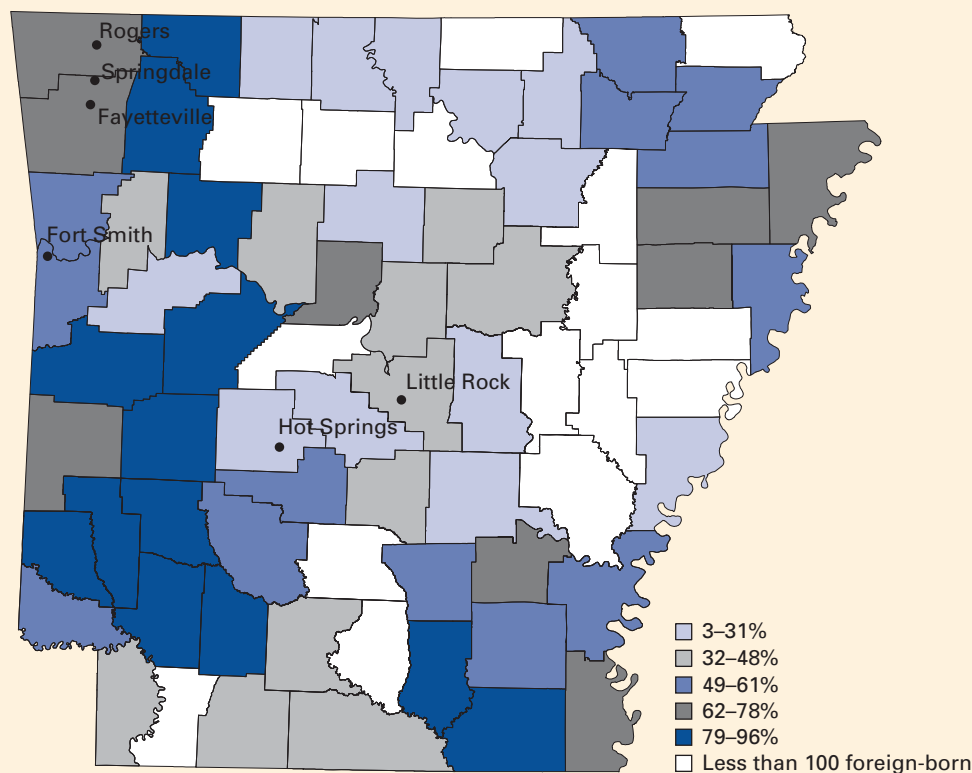 Rogers
Springdale
Fayetteville
Fort Smith
Little Rock
Hot Springs
3–31%
32–48%
49–61%
62–78%
79–96%
Less than 100 foreign-born